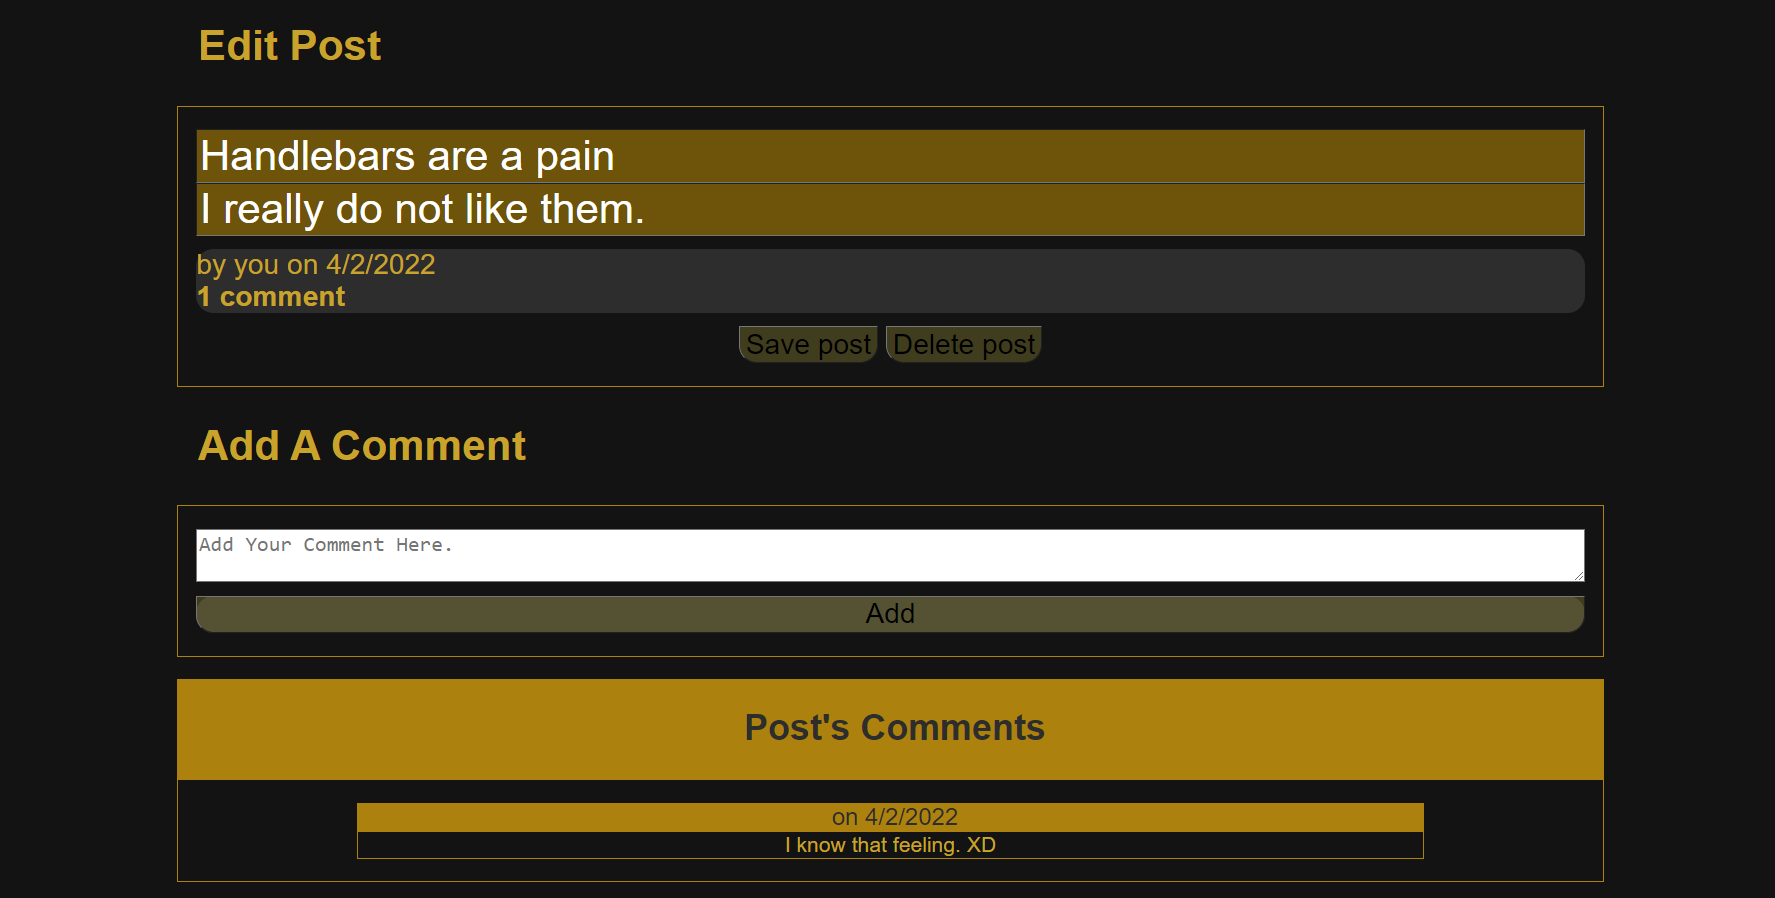 Edit Post
Handlebars are a pain
I really do not like them.
by you on 4/2/2022
1 comment
Save post Delete post
Add A Comment
Add Your Comment Here.
Add
Post's Comments
on 4/2/2022
I know that feeling. XD